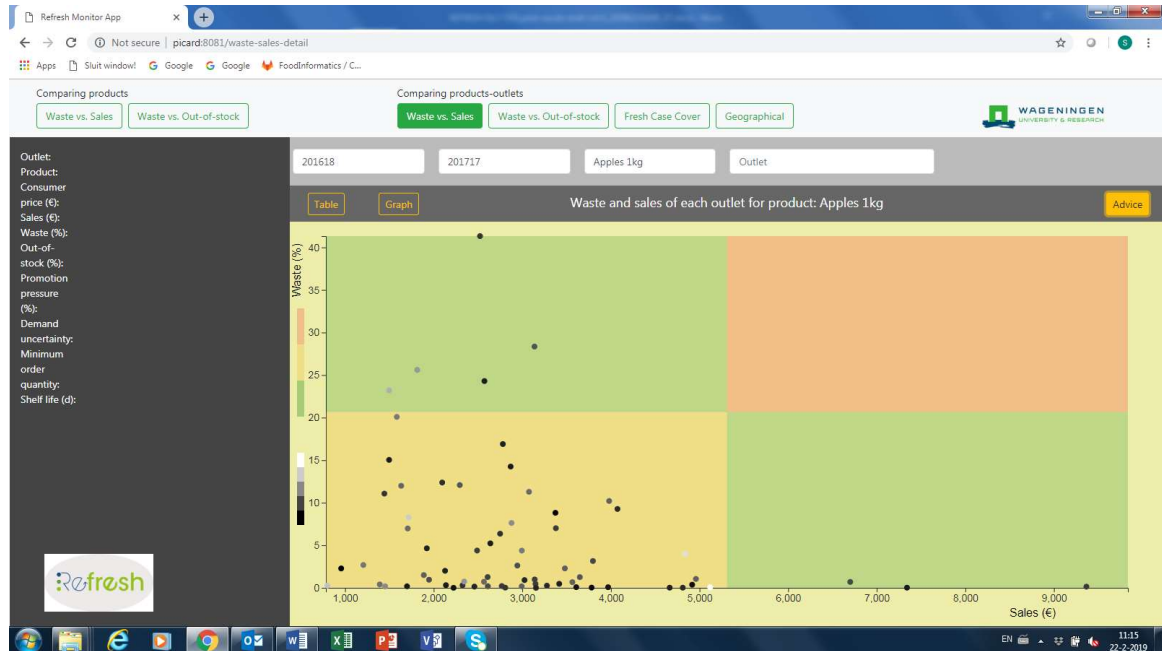 Refresh Monitor App
Not secure | picard:8081/waste-sales-detail
Apps Sluit window! Google Google FoodInformatics / C...
Comparing products
Waste vs. Sales Waste vs. Out-of-stock
Comparing products-outlets
Waste vs. Sales Waste vs. Out-of-stock Fresh Case Cover Geographical
WAGENINGEN
UNIVERSITY & RESEARCH
201618 201717 Apples 1kg Outlet
Table Graph Waste and sales of each outlet for product: Apples 1kg Advice
Outlet:
Product:
Consumer
price (€):
Sales (€):
Waste (%):
Out-of-
stock (%):
Promotion
pressure
(%):
Demand
uncertainty:
Minimum
order
quantity:
Shelf life (d):
Refresh
Waste (%)
40
35
30
25
20
15
10
5
0
1,000 2,000 3,000 4,000 5,000 6,000 7,000 8,000 9,000
Sales (€)
EN 11:15
22-2-2019